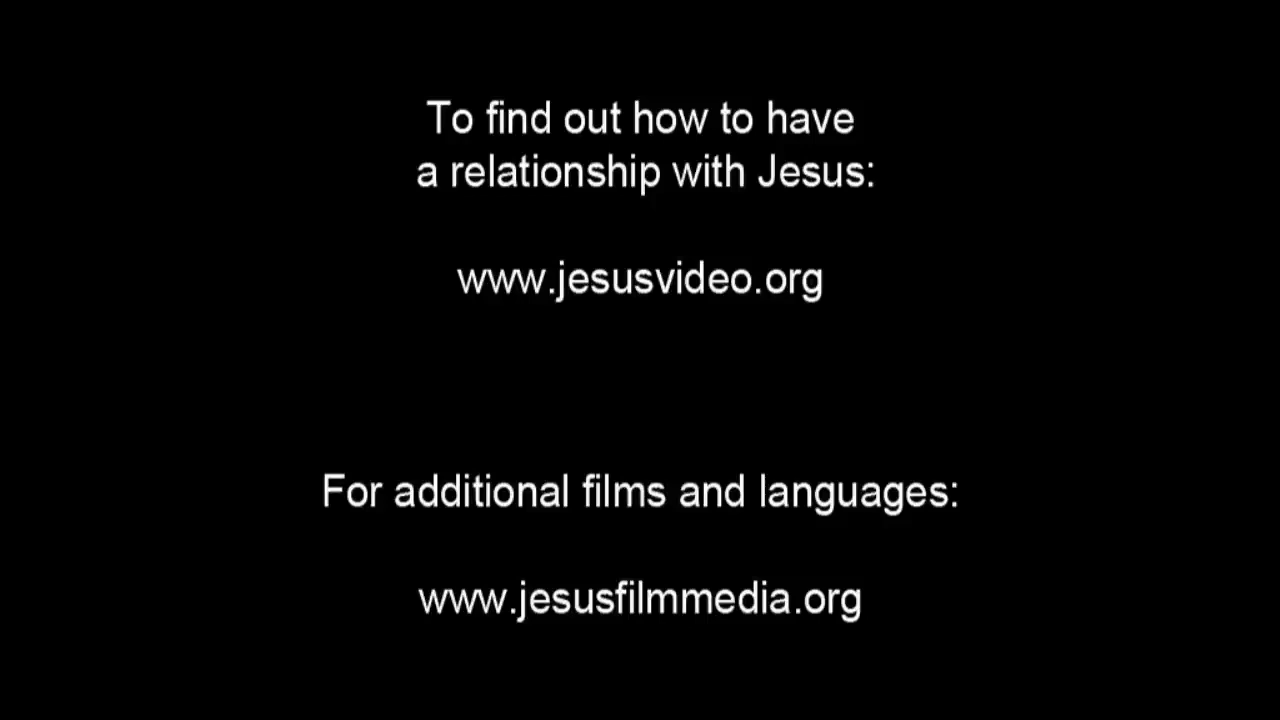 To find out how to have
a relationship with Jesus:
www.jesusvideo.org
For additional films and languages:
www.jesusfilmmedia.org